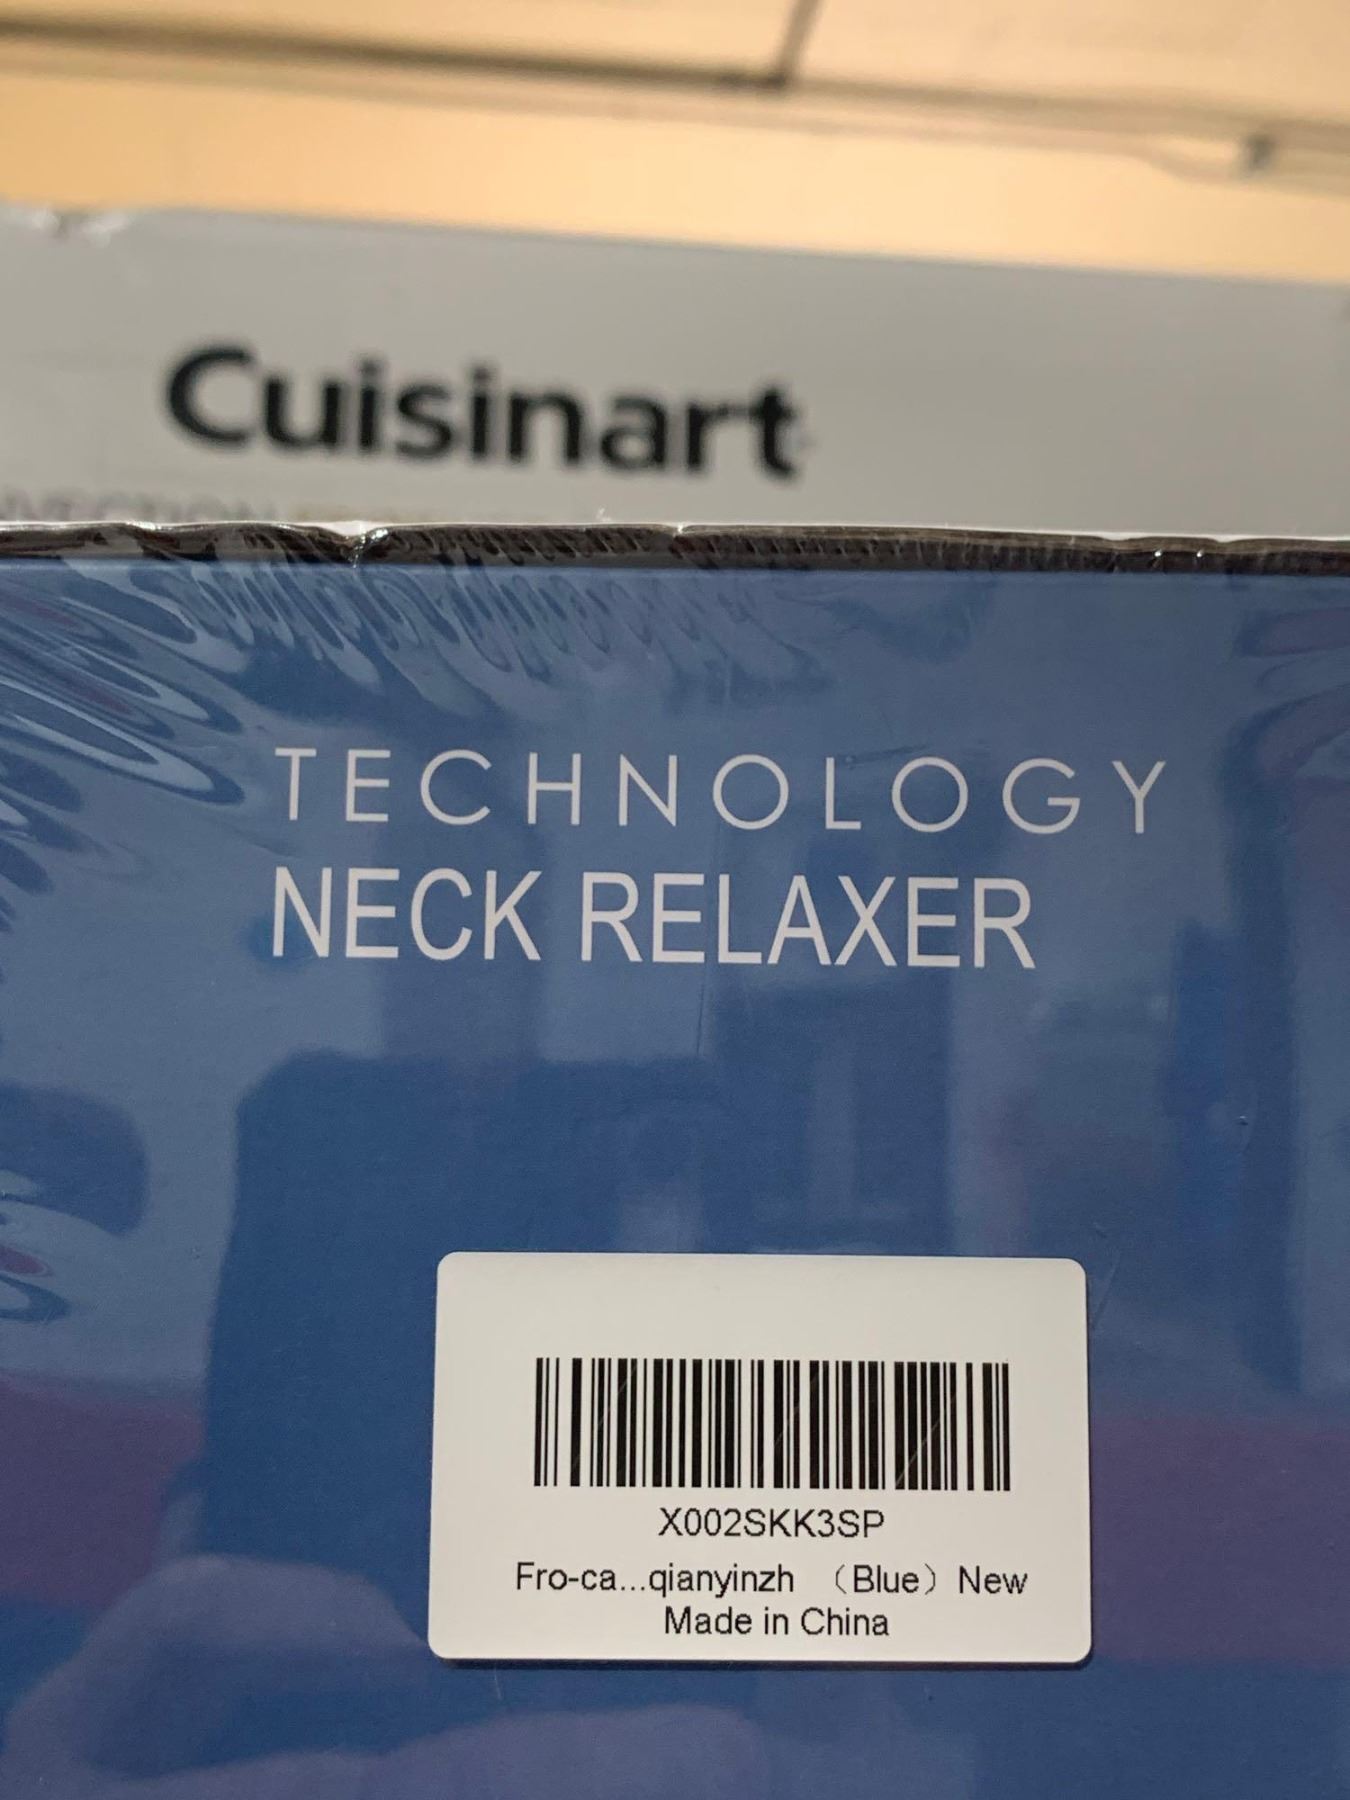 Cuisinart
TECHNOLOGY
NECK RELAXER
X002SKK3SP
Fro-ca...qianyinzh （Blue）New
Made in China